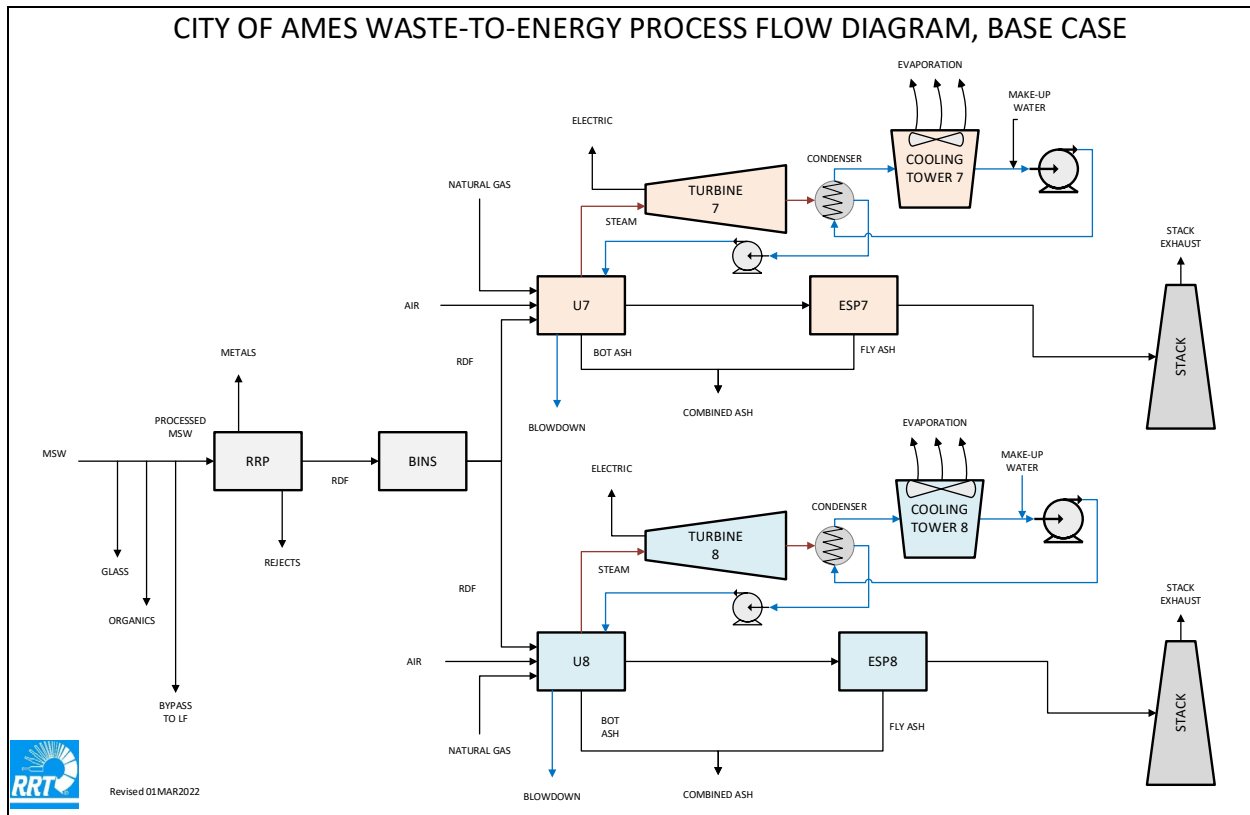 CITY OF AMES WASTE-TO-ENERGY PROCESS FLOW DIAGRAM, BASE CASE
EVAPORATION
MAKE-UP
WATER
ELECTRIC
CONDENSER
COOLING
TOWER 7
NATURAL GAS
TURBINE
7
STEAM
STACK
EXHAUST
AIR
U7
ESP7
BOT ASH
FLY ASH
STACK
METALS
RDF
COMBINED ASH
BLOWDOWN
PROCESSED
MSW
MSW
RRP
RDF
BINS
EVAPORATION
MAKE-UP
WATER
ELECTRIC
CONDENSER
COOLING
TOWER 8
TURBINE
8
GLASS
REJECTS
RDF
STEAM
ORGANICS
STACK
EXHAUST
AIR
U8
ESP8
STACK
BYPASS
TO LF
BOT
ASH
FLY ASH
NATURAL GAS
BLOWDOWN
COMBINED ASH
RRT
Revised 01MAR2022